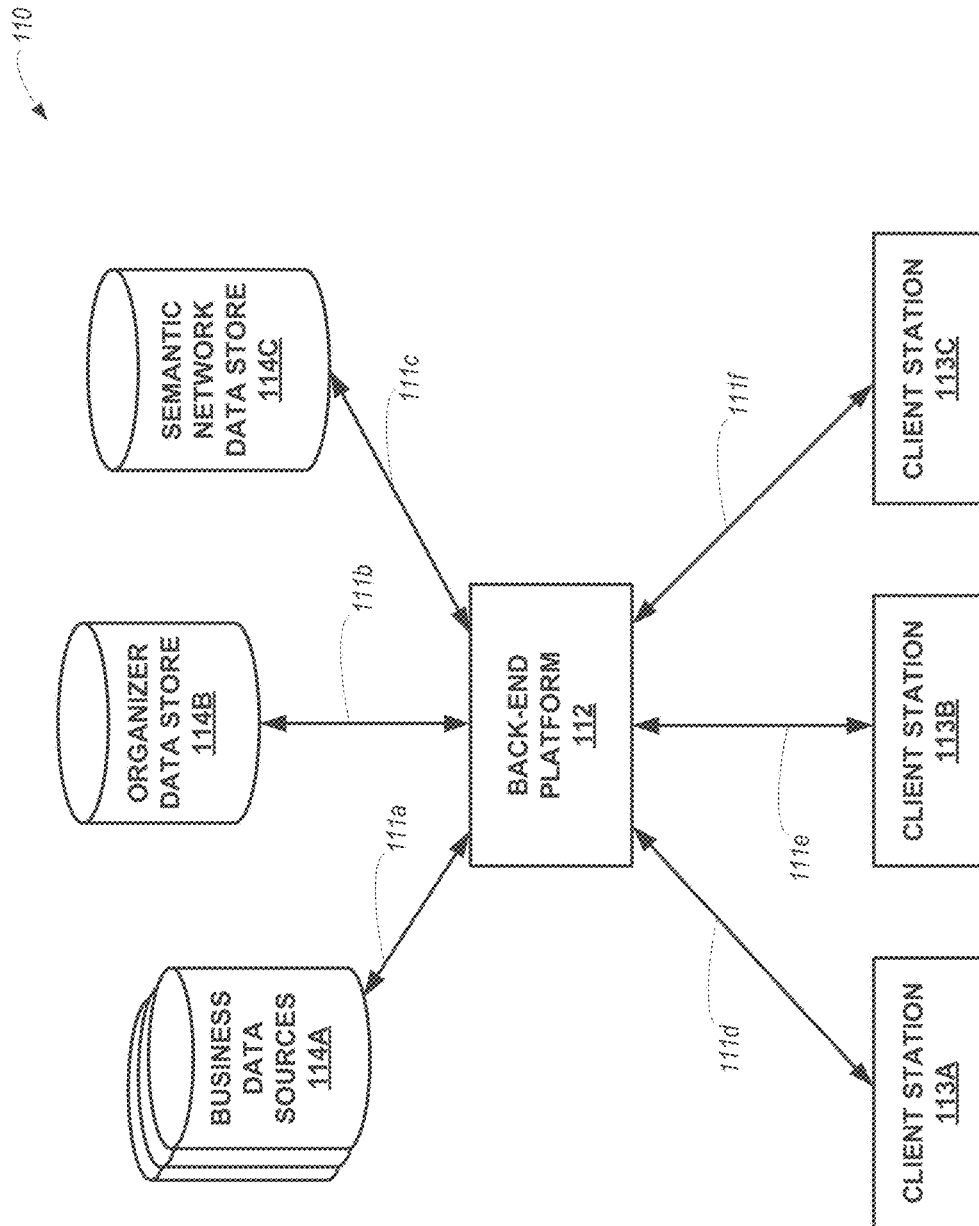 110
BUSINESS
DATA
SOURCES
114A
ORGANIZER
DATA STORE
114B
SEMANTIC
NETWORK
DATA STORE
114C
111a
111b
111c
BACK-END
PLATFORM
112
111d
111e
111f
CLIENT STATION
113A
CLIENT STATION
113B
CLIENT STATION
113C